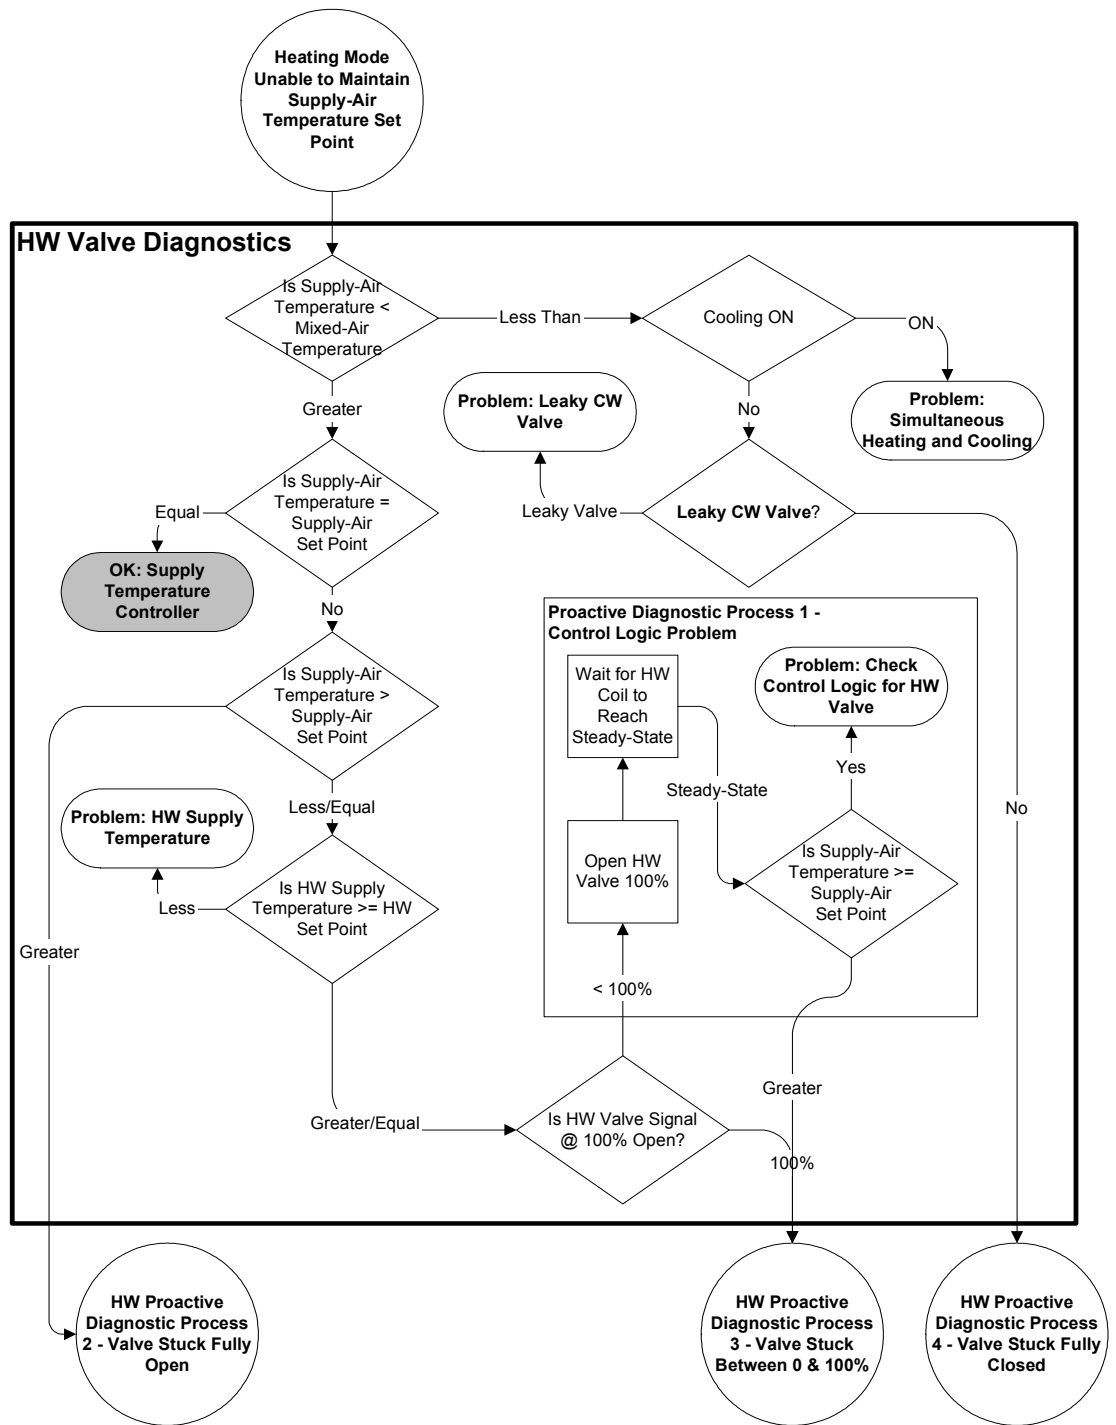 Heating Mode
Unable to Maintain
Supply-Air
Temperature Set
Point
HW Valve Diagnostics
Is Supply-Air
Temperature <
Mixed-Air
Temperature
Less Than
Cooling ON
ON
Problem:
Simultaneous
Heating and Cooling
Greater
No
Problem: Leaky CW
Valve
Is Supply-Air
Temperature =
Supply-Air
Set Point
Equal
Leaky Valve
Leaky CW Valve?
OK: Supply
Temperature
Controller
No
Is Supply-Air
Temperature >
Supply-Air
Set Point
Proactive Diagnostic Process 1 -
Control Logic Problem
Wait for HW
Coil to
Reach
Steady-State
Problem: Check
Control Logic for HW
Valve
Steady-State
Yes
Less/Equal
Problem: HW Supply
Temperature
No
Open HW
Valve 100%
Is Supply-Air
Temperature >=
Supply-Air
Set Point
Is HW Supply
Temperature >= HW
Set Point
Less
Greater
< 100%
Greater
Greater/Equal
Is HW Valve Signal
@ 100% Open?
100%
HW Proactive
Diagnostic Process
2 - Valve Stuck Fully
Open
HW Proactive
Diagnostic Process
3 - Valve Stuck
Between 0 & 100%
HW Proactive
Diagnostic Process
4 - Valve Stuck Fully
Closed